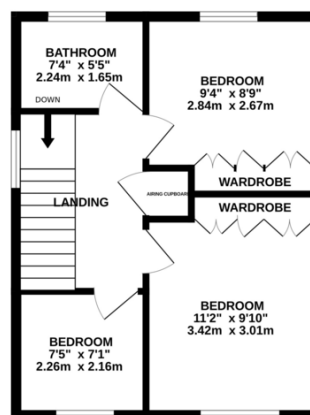 BATHROOM
7'4" x 5'5"
2.24m x 1.65m
BEDROOM
9'4" x 8'9"
2.84m x 2.67m
DOWN
WARDROBE
AIRING CUPBOARD
LANDING
WARDROBE
BEDROOM
11'2" x 9'10"
3.42m x 3.01m
BEDROOM
7'5" x 7'1"
2.26m x 2.16m